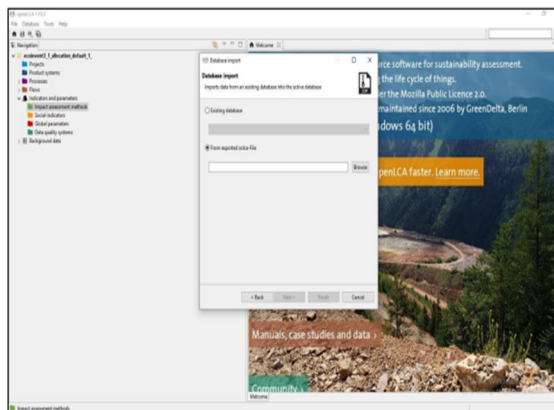 openLCA 1.10.3
File Database Tools Help
Navigation
Welcome
ecoinvent3_1_allocation_default_1_
Projects
Product systems
Processes
Flows
Indicators and parameters
Impact assessment methods
Social indicators
Global parameters
Data quality systems
Background data
Database import
Database import
Imports data from an existing database into the active database
Existing database
From exported zolca-File
Browse
< Back
Next >
Finish
Cancel
urce software for sustainability assessment.
the life cycle of things.
er the Mozilla Public Licence 2.0.
maintained since 2006 by GreenDelta, Berlin
dows 64 bit)
penLCA faster. Learn more.
Manuals, case studies and data ›
Community ›
Welcome
Impact assessment methods